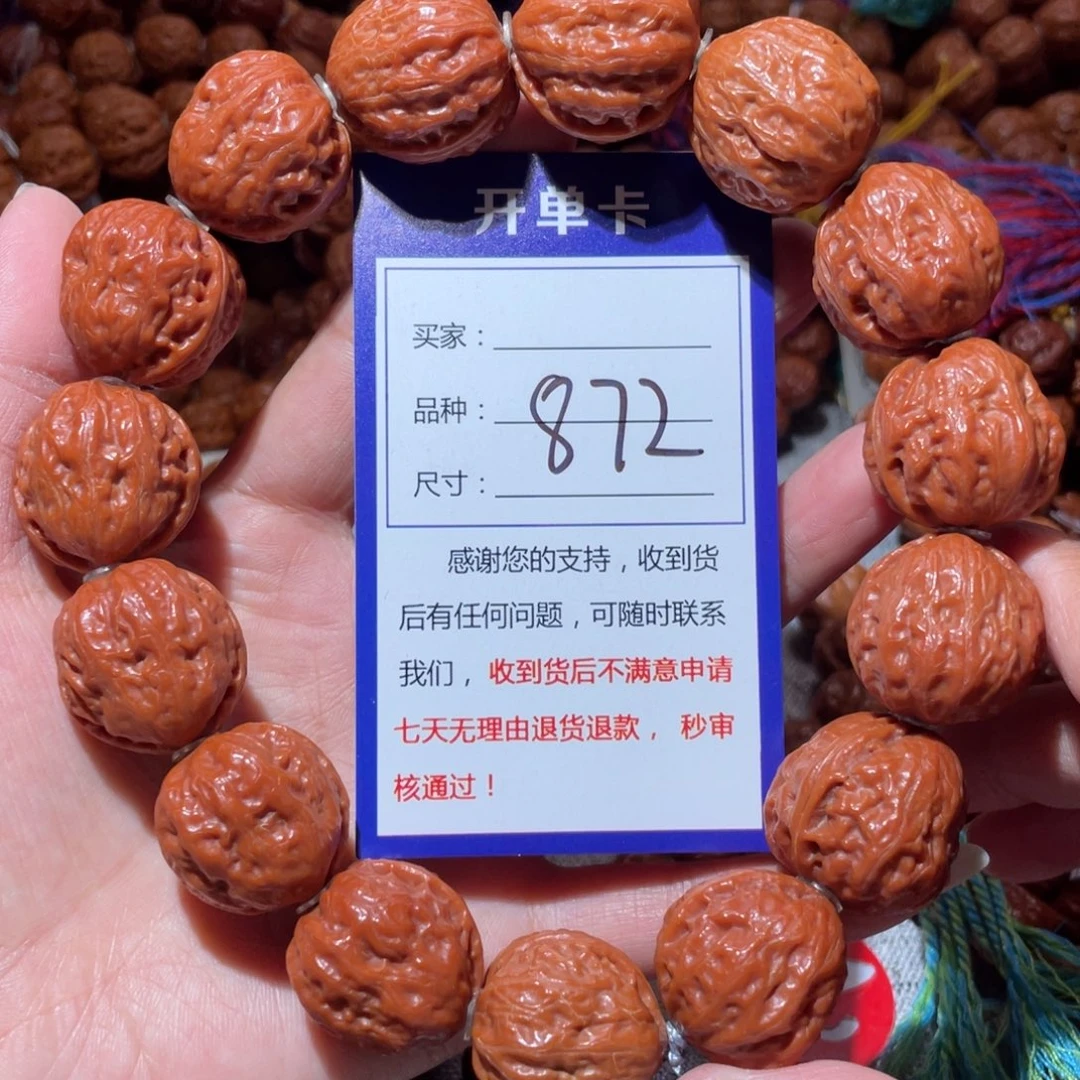 开单卡
买家：
品种：
872
尺寸：
感谢您的支持，收到货
后有任何问题，可随时联系
我们，收到货后不满意申请
七天无理由退货退款，秒审
核通过！